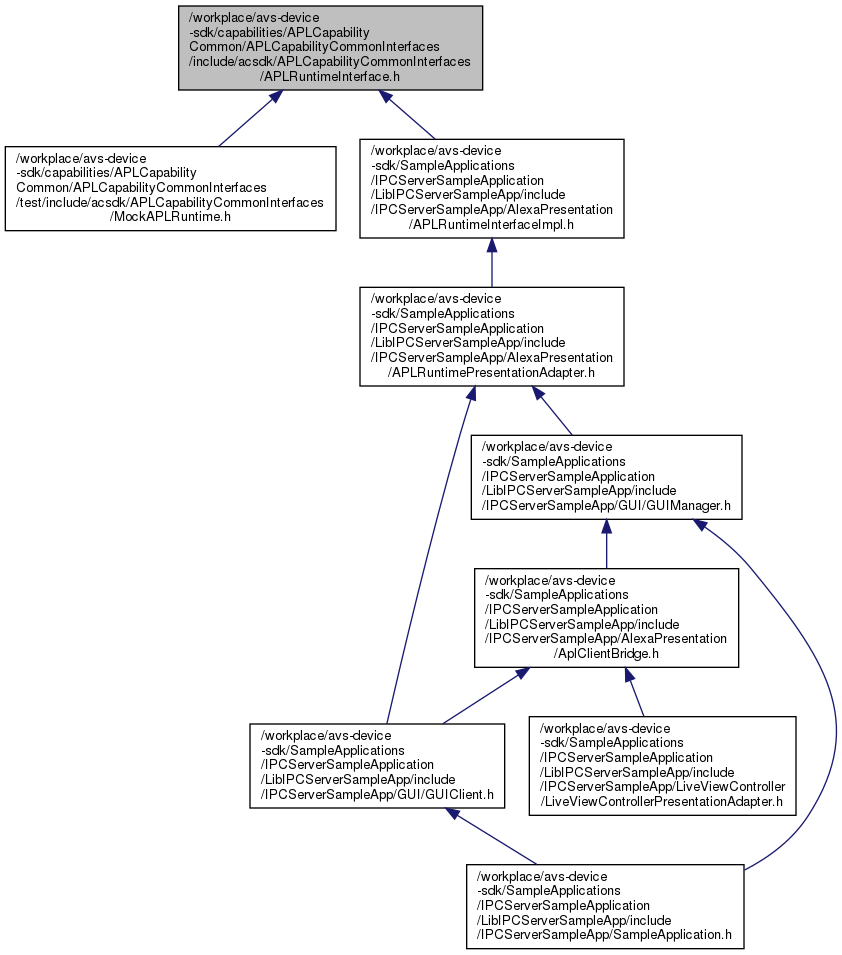 /workplace/avs-device
-sdk/capabilities/APLCapability
Common/APLCapabilityCommonInterfaces
/include/acsdk/APLCapabilityCommonInterfaces
/APLRuntimeInterface.h
/workplace/avs-device
-sdk/capabilities/APLCapability
Common/APLCapabilityCommonInterfaces
/test/include/acsdk/APLCapabilityCommonInterfaces
/MockAPLRuntime.h
/workplace/avs-device
-sdk/SampleApplications
/IPCServerSampleApplication
/LibIPCServerSampleApp/include
/IPCServerSampleApp/AlexaPresentation
/APLRuntimeInterfaceImpl.h
/workplace/avs-device
-sdk/SampleApplications
/IPCServerSampleApplication
/LibIPCServerSampleApp/include
/IPCServerSampleApp/AlexaPresentation
/APLRuntimePresentationAdapter.h
/workplace/avs-device
-sdk/SampleApplications
/IPCServerSampleApplication
/LibIPCServerSampleApp/include
/IPCServerSampleApp/GUI/GUIManager.h
/workplace/avs-device
-sdk/SampleApplications
/IPCServerSampleApplication
/LibIPCServerSampleApp/include
/IPCServerSampleApp/AlexaPresentation
/AplClientBridge.h
/workplace/avs-device
-sdk/SampleApplications
/IPCServerSampleApplication
/LibIPCServerSampleApp/include
/IPCServerSampleApp/GUI/GUIClient.h
/workplace/avs-device
-sdk/SampleApplications
/IPCServerSampleApplication
/LibIPCServerSampleApp/include
/IPCServerSampleApp/LiveViewController
/LiveViewControllerPresentationAdapter.h
/workplace/avs-device
-sdk/SampleApplications
/IPCServerSampleApplication
/LibIPCServerSampleApp/include
/IPCServerSampleApp/SampleApplication.h